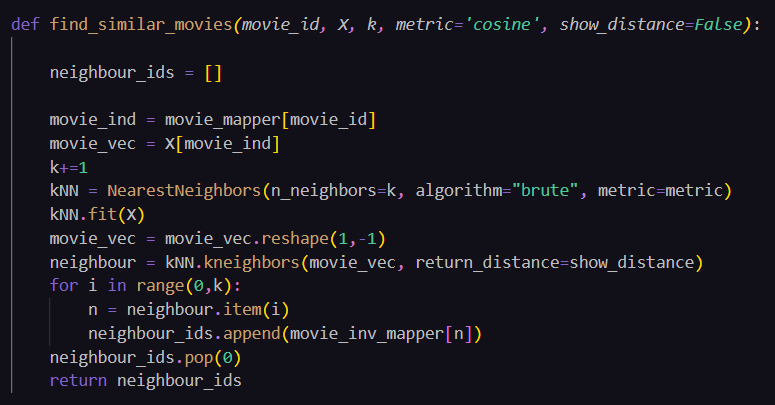 def find_similar_movies(movie_id, X, k, metric='cosine', show_distance=False):
neighbour_ids = []
movie_ind = movie_mapper[movie_id]
movie_vec = X[movie_ind]
k+=1
kNN = NearestNeighbors(n_neighbors=k, algorithm="brute", metric=metric)
kNN.fit(X)
movie_vec = movie_vec.reshape(1,-1)
neighbour = kNN.kneighbors(movie_vec, return_distance=show_distance)
for i in range(0,k):
n = neighbour.item(i)
neighbour_ids.append(movie_inv_mapper[n])
neighbour_ids.pop(0)
return neighbour_ids